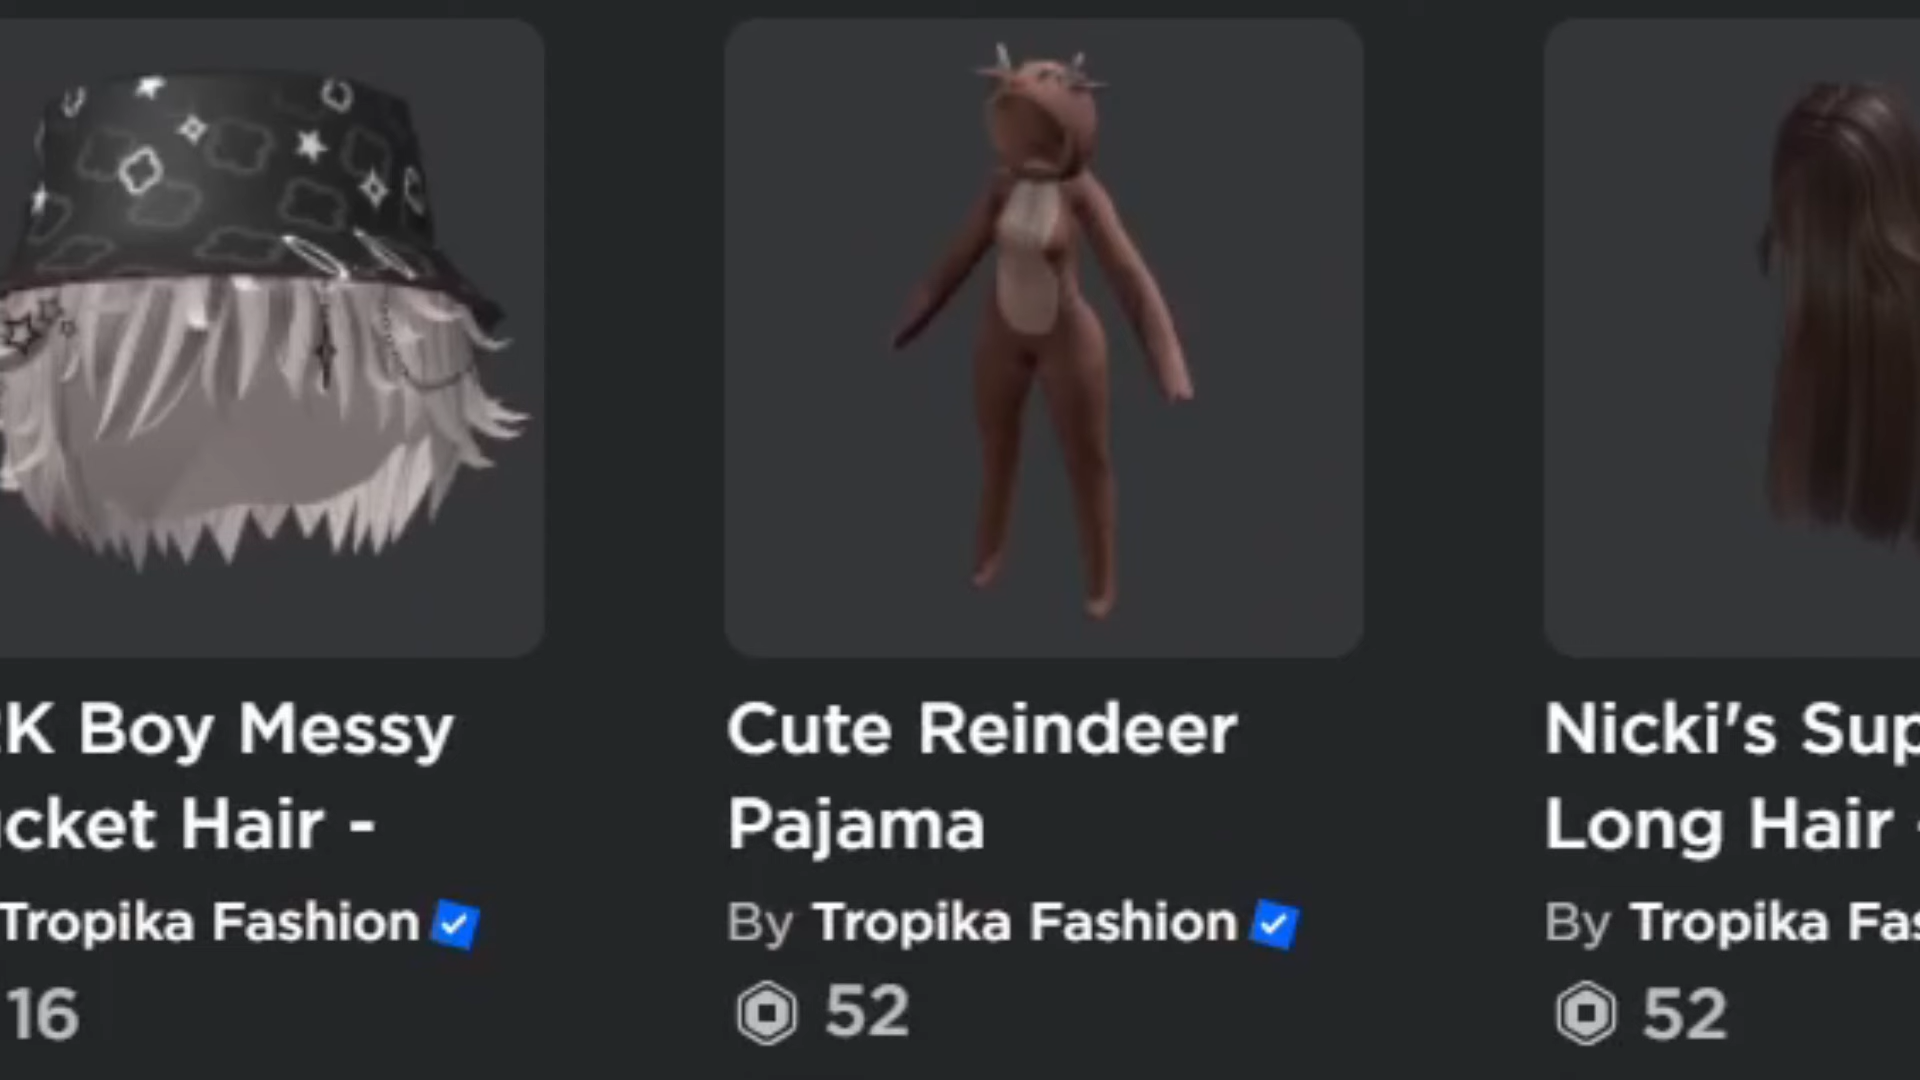 K Boy Messy
cket Hair -
Tropika Fashion
16
Cute Reindeer
Pajama
By Tropika Fashion
52
Nicki's Sup
Long Hair
By Tropika Fas
52